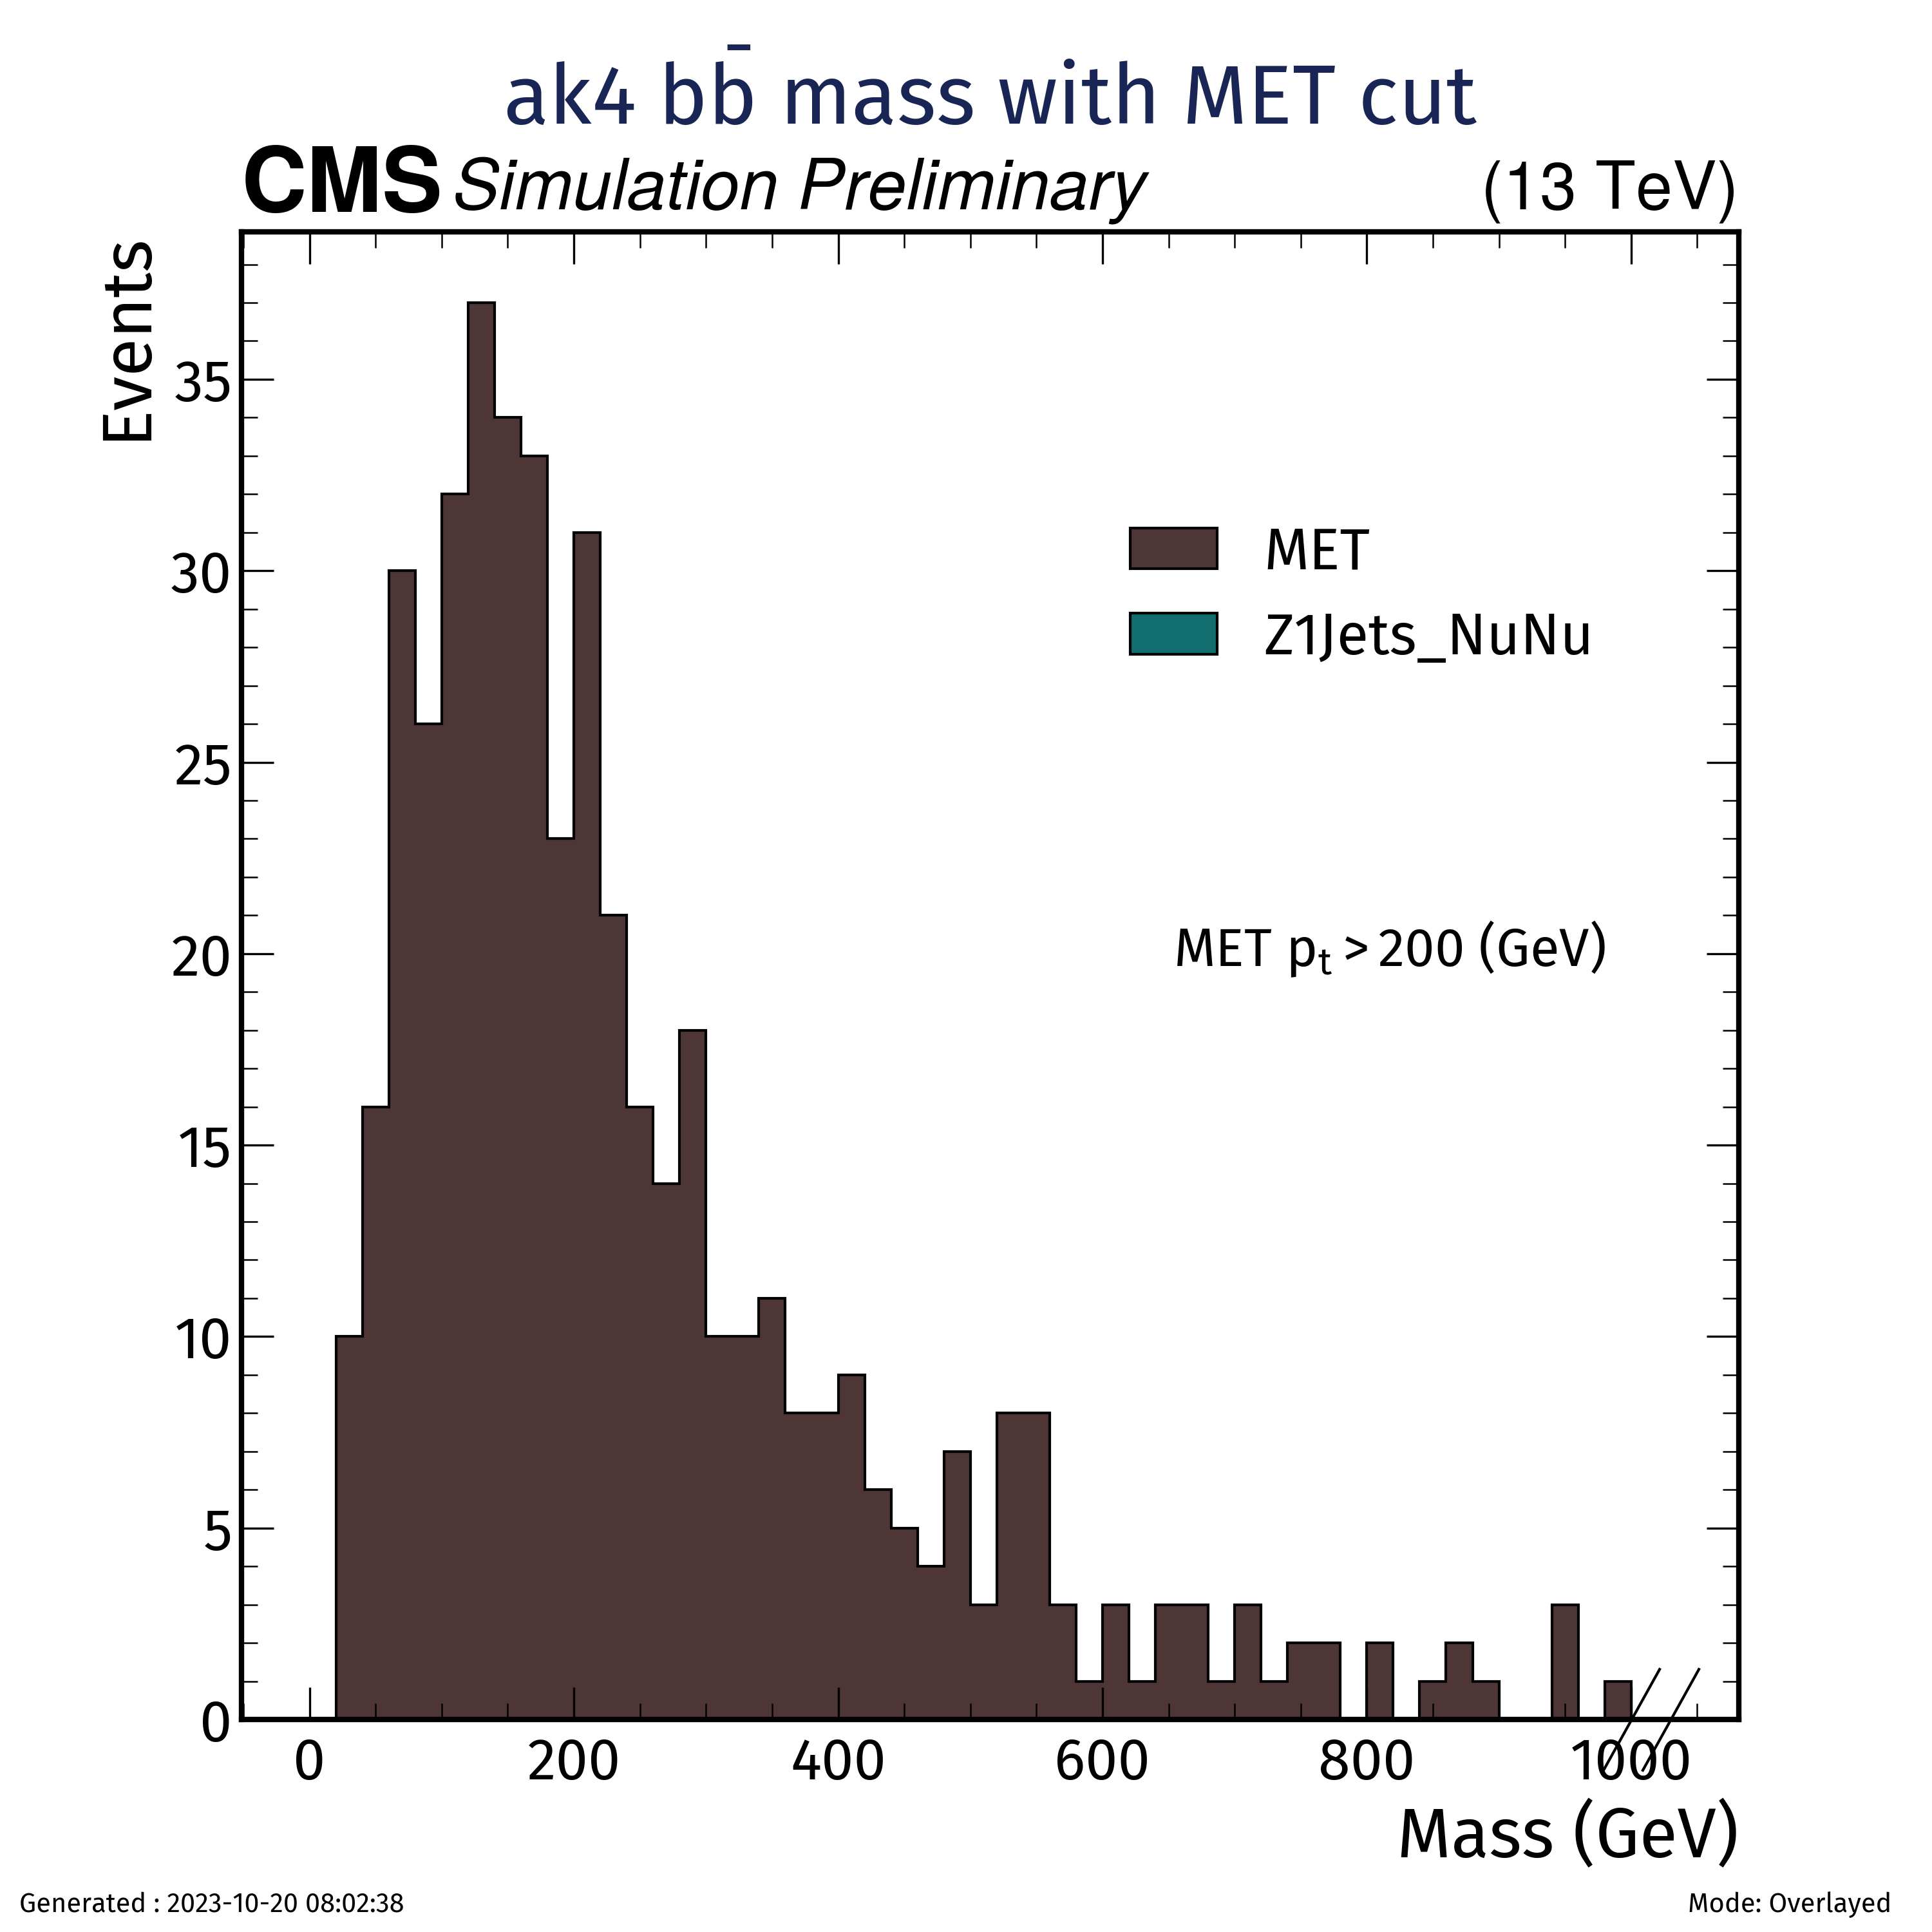 ak4 bb̄ mass with MET cut
CMS Simulation Preliminary (13 TeV)
Events
35
30
25
20
15
10
5
0
MET
Z1Jets_NuNu
MET pt > 200 (GeV)
0 200 400 600 800 1000
Mass (GeV)
Generated : 2023-10-20 08:02:38 Mode: Overlayed